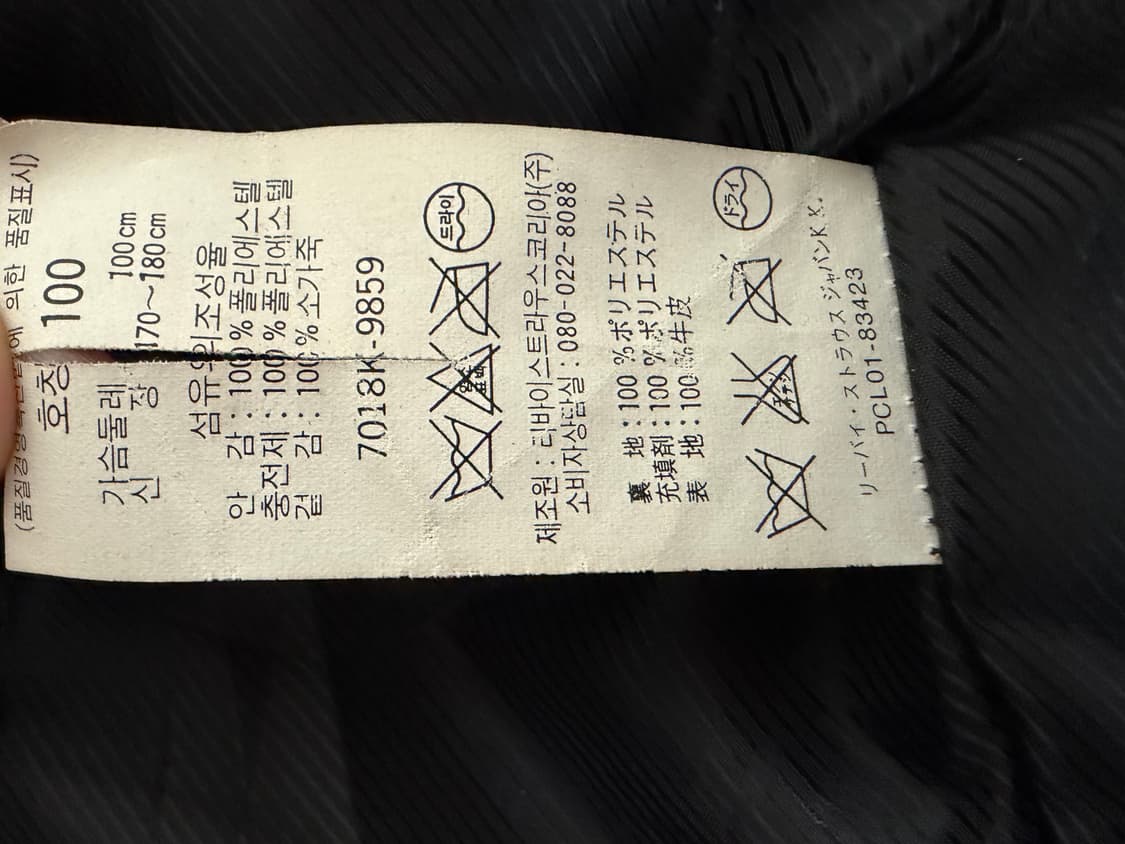 (품질경영촉진법에 의한 품질표시)
호칭 100
가슴둘레 100cm
신 장 170~180cm
섬유의조성율
안 감 : 100%폴리에스텔
충전제 : 100%폴리에스텔
겉 감 : 100%소가죽
7018K-9859
드라이
제조원 : 리바이스트라우스코리아(주)
소비자상담실 : 080-022-8088
裏 地 : 100 %ポリエステル
充填剤 : 100 %ポリエステル
表 地 : 100 %牛皮
ドライ
リーバイ・ストラウス ジャパンK.K.
PCL01-83423